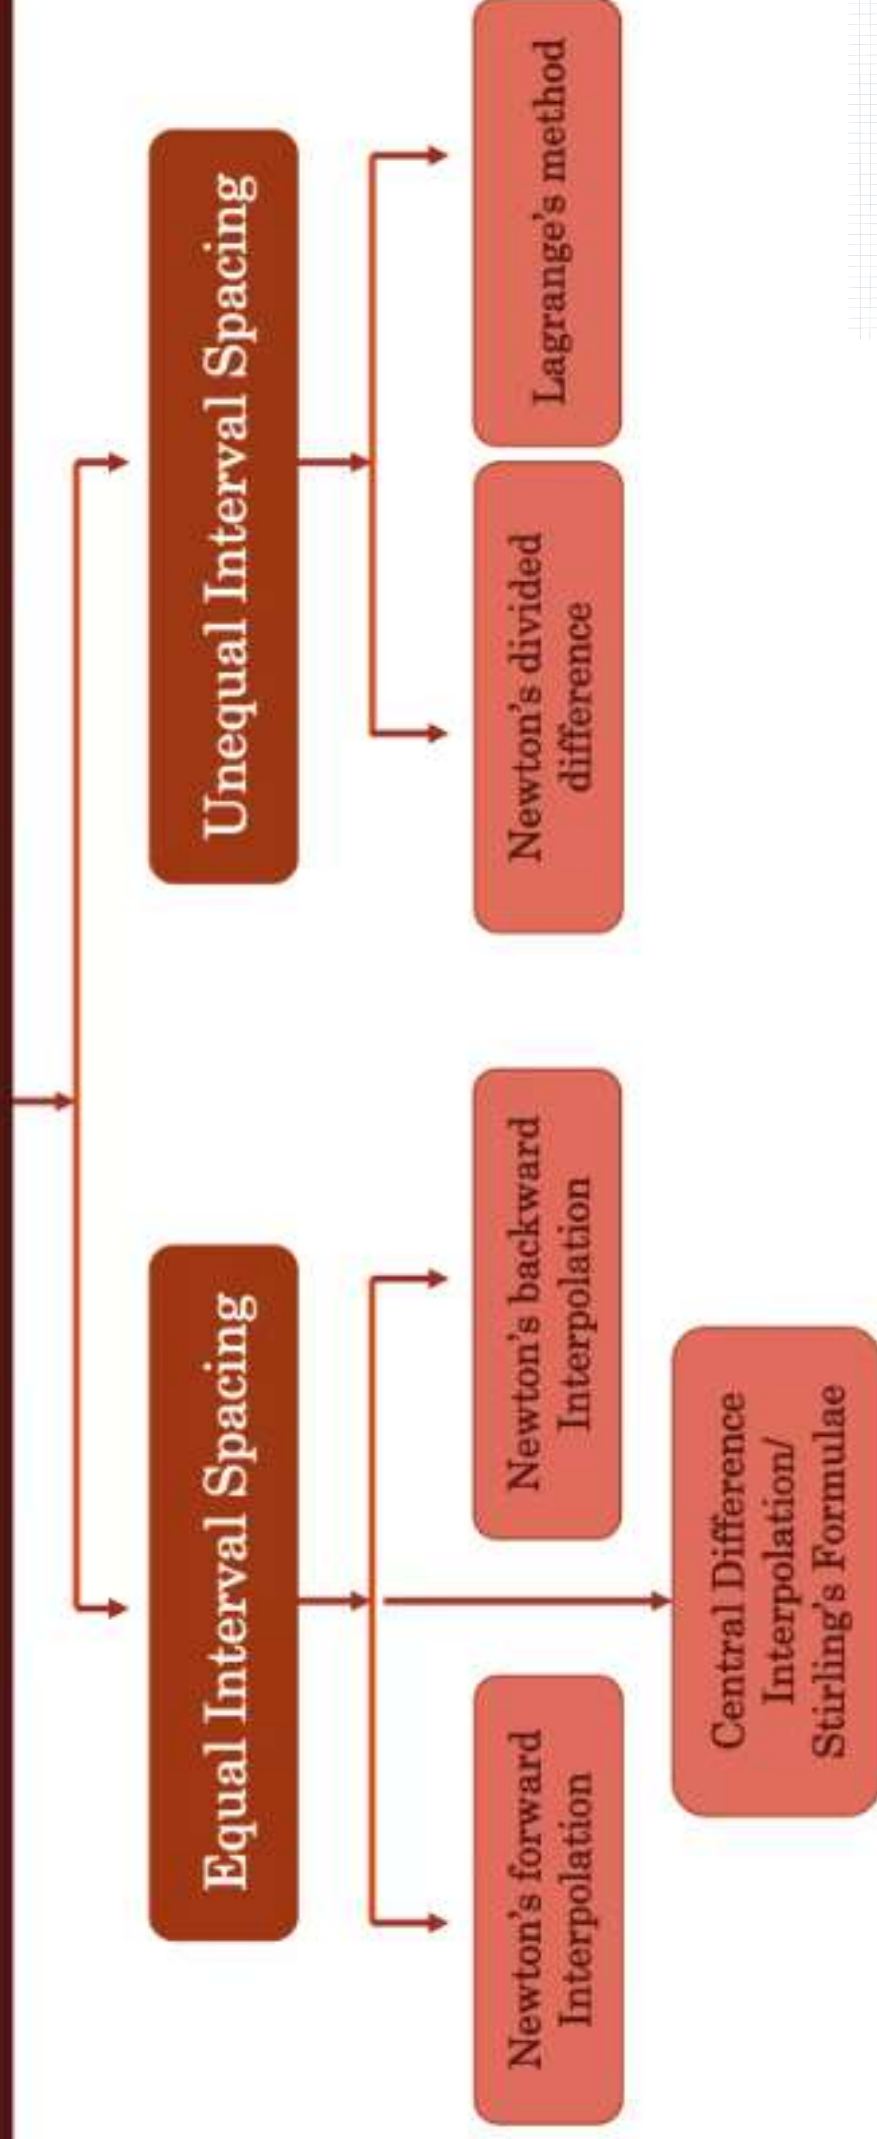 Equal Interval Spacing
Unequal Interval Spacing
Newton's forward
Interpolation
Newton's backward
Interpolation
Newton's divided
difference
Lagrange's method
Central Difference
Interpolation/
Stirling's Formulae